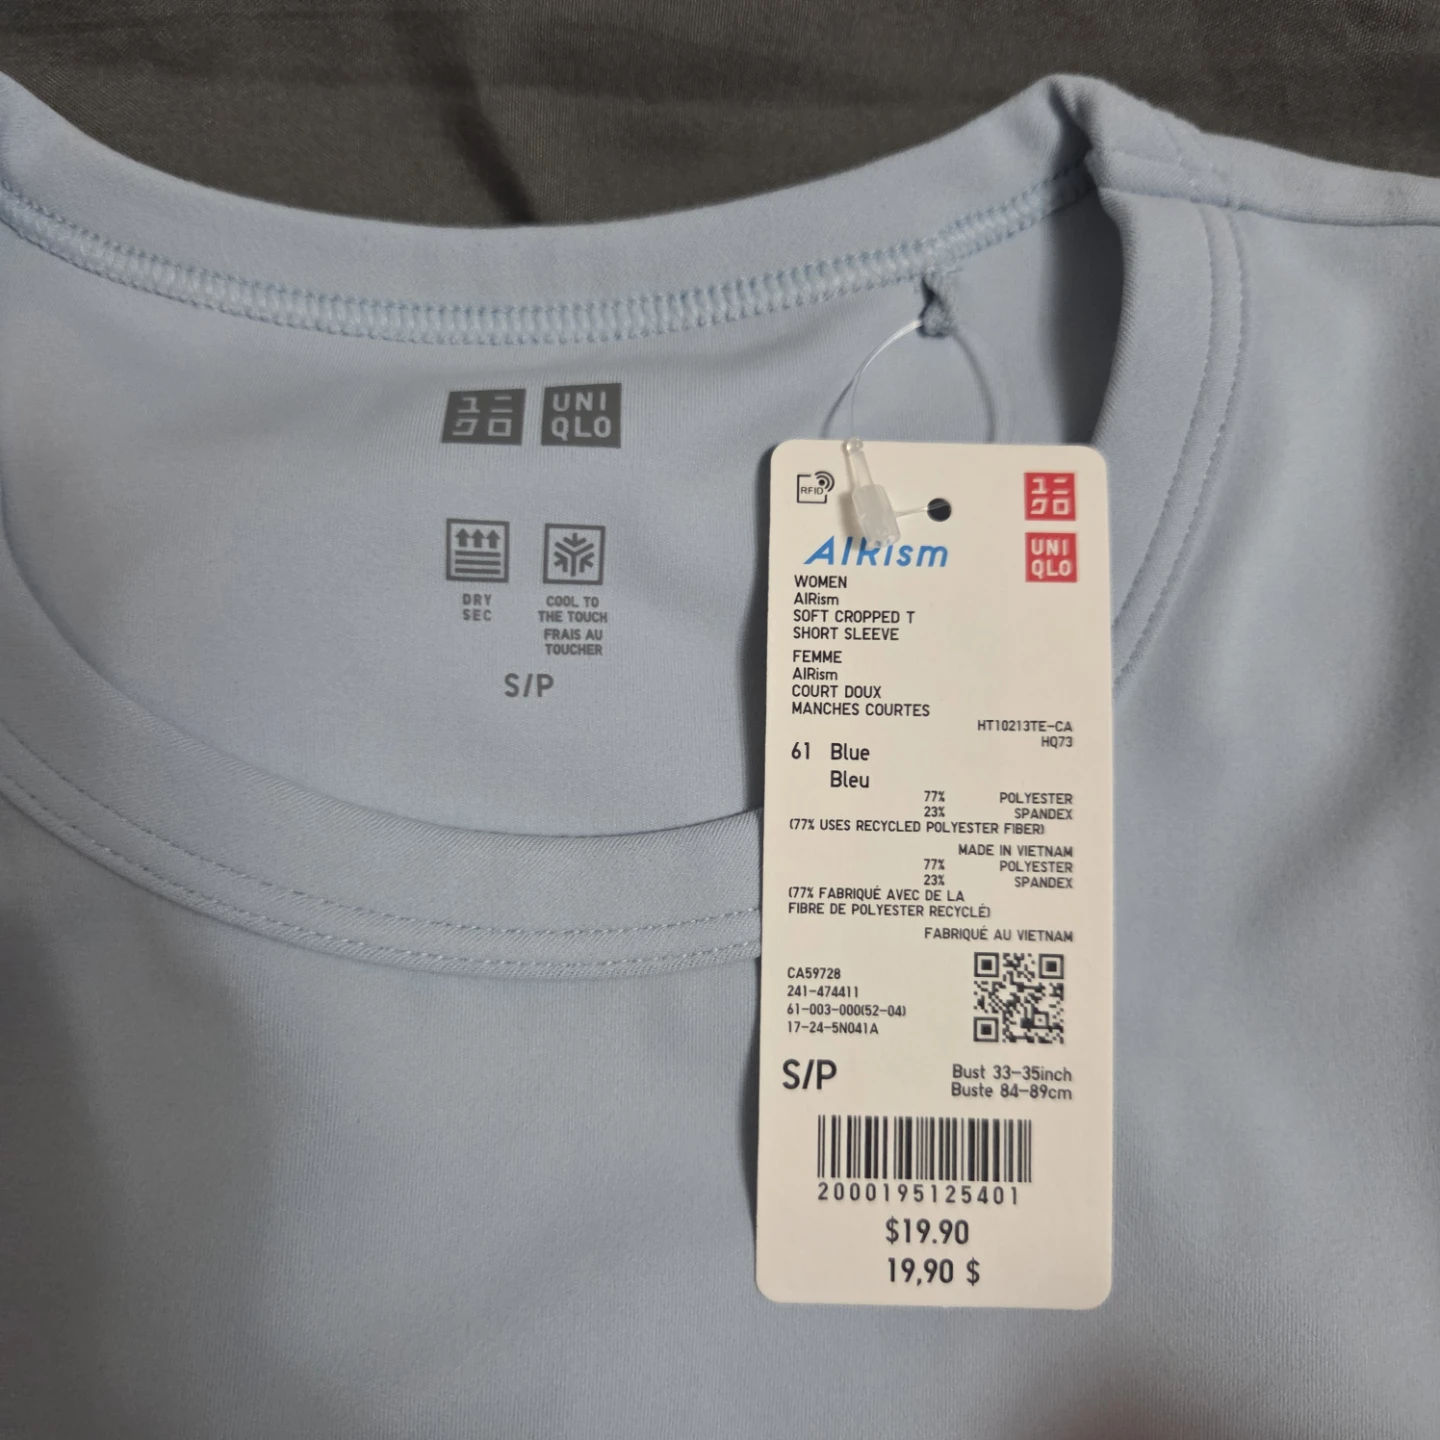 ユニ
クロ
UNI
QLO
DRY
SEC
COOL TO
THE TOUCH
FRAIS AU
TOUCHER
S/P
RFID
ユニ
クロ
UNI
QLO
AIRism
WOMEN
AIRism
SOFT CROPPED T
SHORT SLEEVE
FEMME
AIRism
COURT DOUX
MANCHES COURTES
HT10213TE-CA
HQ73
61 Blue
Bleu
77% POLYESTER
23% SPANDEX
(77% USES RECYCLED POLYESTER FIBER)
MADE IN VIETNAM
77% POLYESTER
23% SPANDEX
(77% FABRIQUÉ AVEC DE LA
FIBRE DE POLYESTER RECYCLÉ)
FABRIQUÉ AU VIETNAM
CA59728
241-474411
61-003-000(52-04)
17-24-5N041A
S/P
Bust 33-35inch
Buste 84-89cm
2000195125401
$19.90
19,90 $